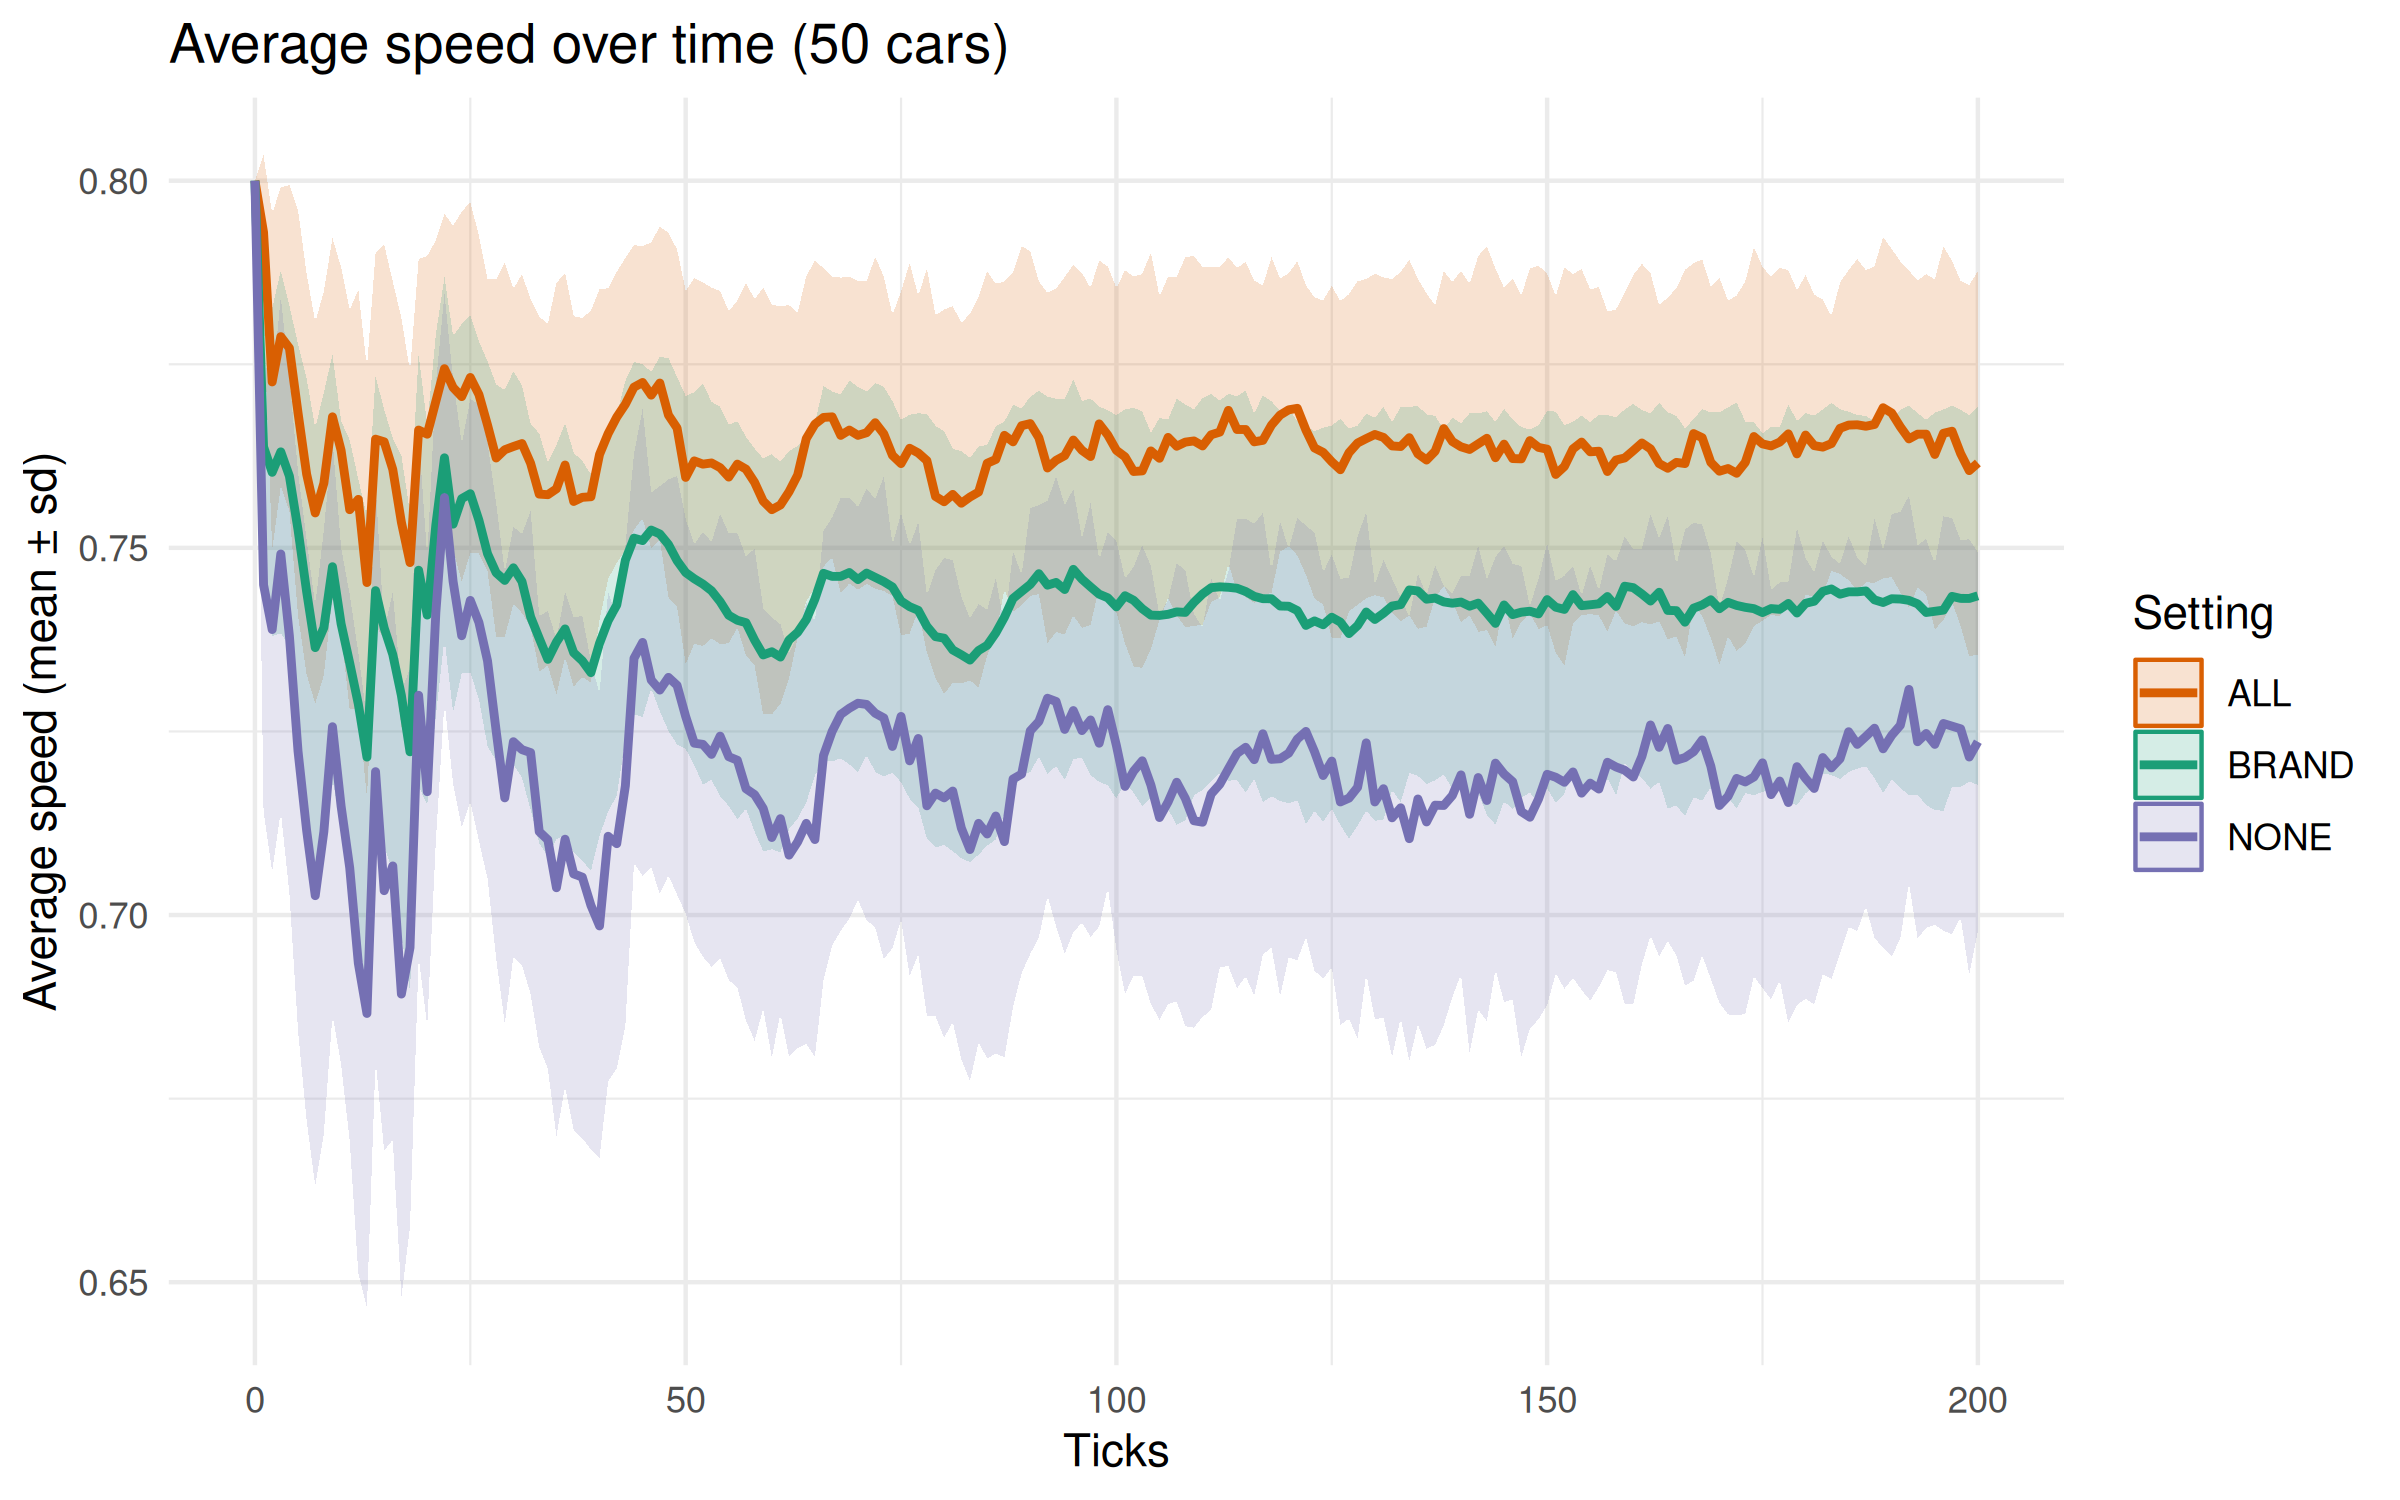 Average speed over time (50 cars)
Average speed (mean ± sd)
0.80
0.75
0.70
0.65
0
50
100
150
200
Ticks
Setting
ALL
BRAND
NONE